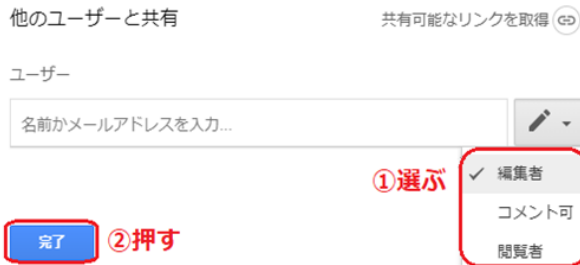 他のユーザーと共有
共有可能なリンクを取得
ユーザー
名前かメールアドレスを入力...
①選ぶ
編集者
コメント可
閲覧者
完了
②押す